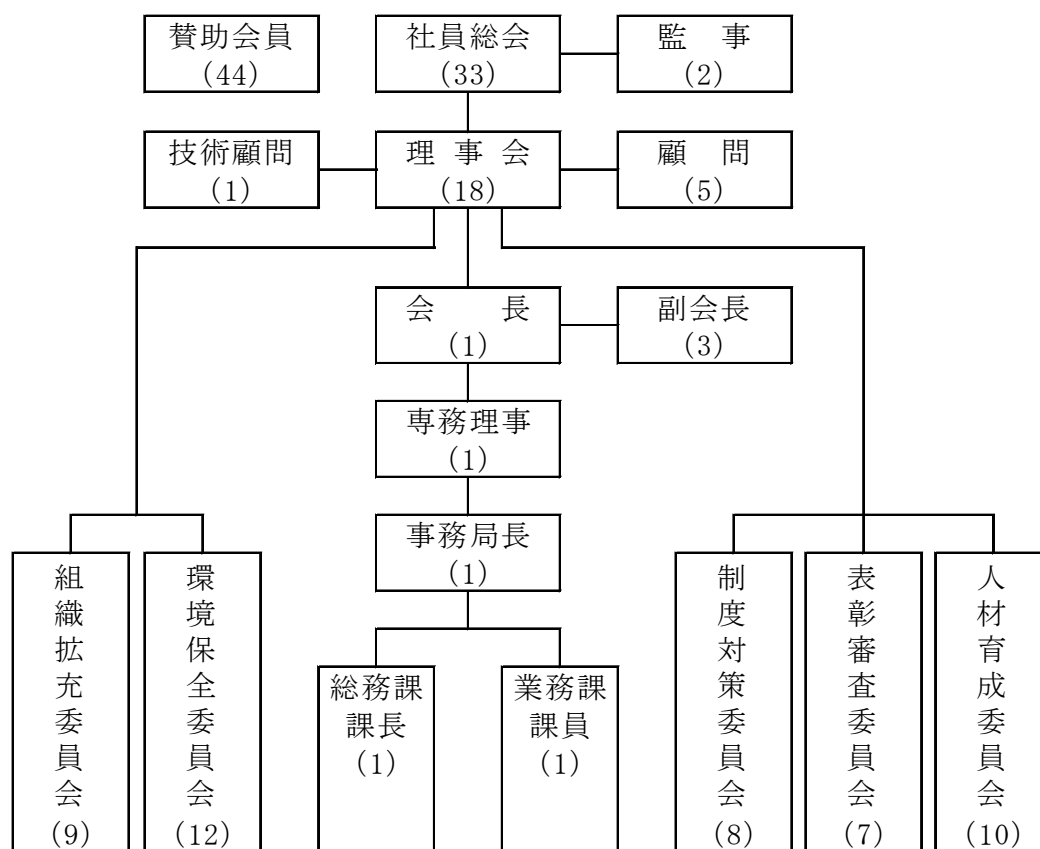 賛助会員
(44)
社員総会
(33)
監　事
(2)
技術顧問
(1)
理 事 会
(18)
顧　問
(5)
会　　長
(1)
副会長
(3)
専務理事
(1)
事務局長
(1)
組織拡充委員会
(9)
環境保全委員会
(12)
総務課
課長
(1)
業務課
課員
(1)
制度対策委員会
(8)
表彰審査委員会
(7)
人材育成委員会
(10)